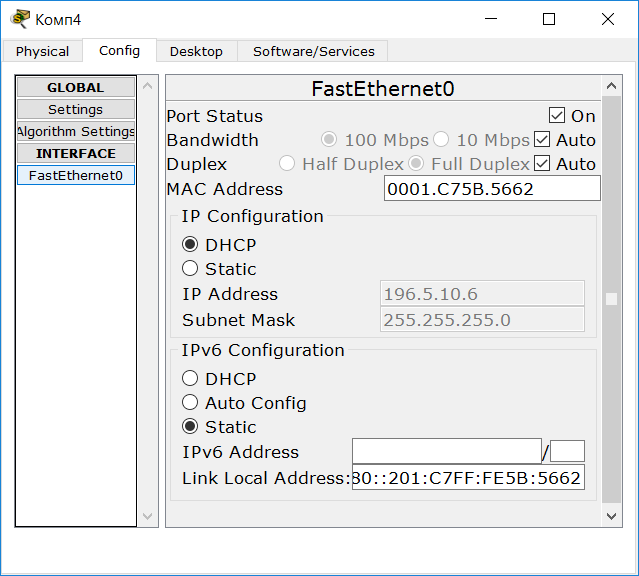 Комп4
Physical Config Desktop Software/Services
GLOBAL
Settings
Algorithm Settings
INTERFACE
FastEthernet0
FastEthernet0
Port Status On
Bandwidth 100 Mbps 10 Mbps Auto
Duplex Half Duplex Full Duplex Auto
MAC Address 0001.C75B.5662
IP Configuration
DHCP
Static
IP Address 196.5.10.6
Subnet Mask 255.255.255.0
IPv6 Configuration
DHCP
Auto Config
Static
IPv6 Address /
Link Local Address: 80::201:C7FF:FE5B:5662